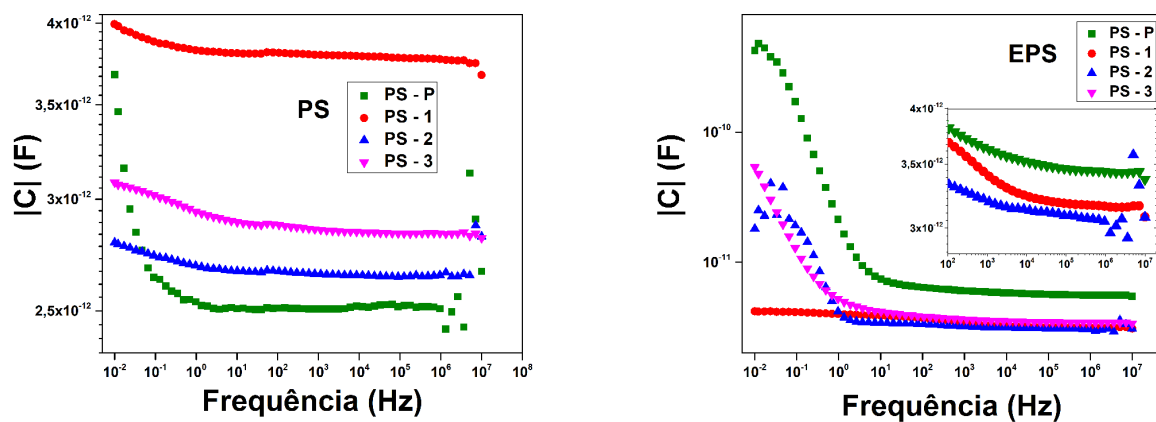 4x10⁻¹²
3,5x10⁻¹²
3x10⁻¹²
2,5x10⁻¹²
|C| (F)
PS
PS - P
PS - 1
PS - 2
PS - 3
10⁻² 10⁻¹ 10⁰ 10¹ 10² 10³ 10⁴ 10⁵ 10⁶ 10⁷ 10⁸
Frequência (Hz)
10⁻¹⁰
10⁻¹¹
|C| (F)
EPS
PS - P
PS - 1
PS - 2
PS - 3
4x10⁻¹²
3,5x10⁻¹²
3x10⁻¹²
10² 10³ 10⁴ 10⁵ 10⁶ 10⁷
10⁻² 10⁻¹ 10⁰ 10¹ 10² 10³ 10⁴ 10⁵ 10⁶ 10⁷
Frequência (Hz)